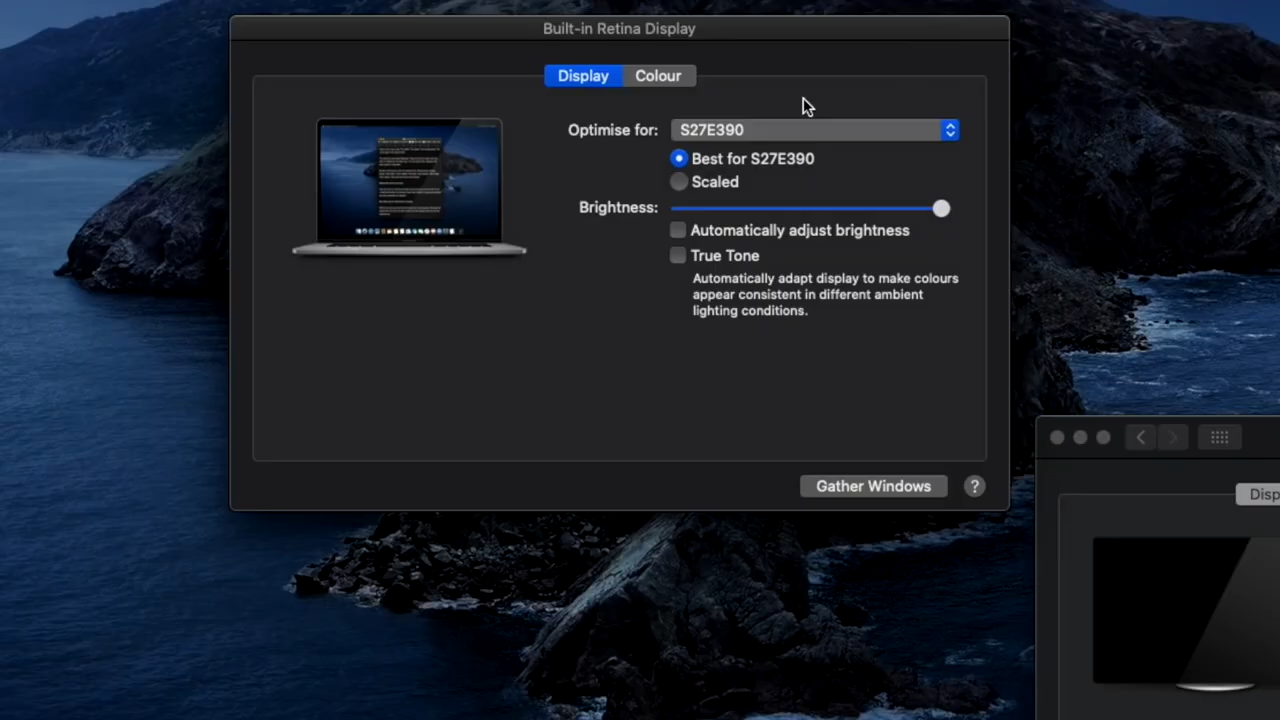 Built-in Retina Display
Display Colour
Optimise for: S27E390
Best for S27E390
Scaled
Brightness:
Automatically adjust brightness
True Tone
Automatically adapt display to make colours
appear consistent in different ambient
lighting conditions.
Gather Windows ?
Disp